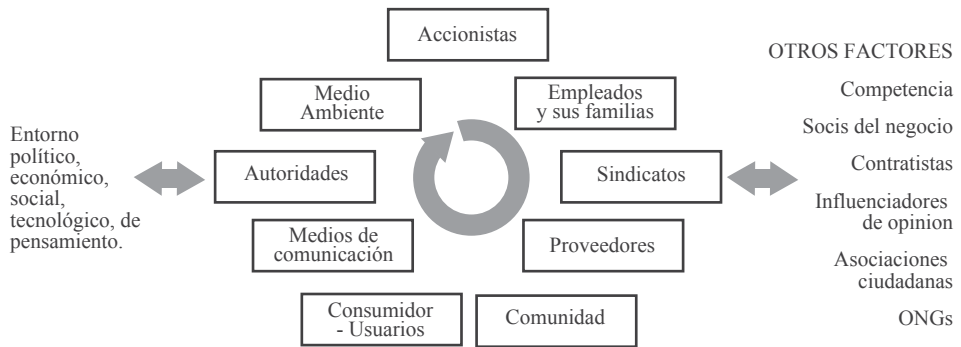 Accionistas
Medio
Ambiente
Empleados
y sus familias
Autoridades
Sindicatos
Medios de
comunicación
Proveedores
Consumidor
- Usuarios
Comunidad
Entorno
político,
económico,
social,
tecnológico, de
pensamiento.
OTROS FACTORES
Competencia
Socis del negocio
Contratistas
Influenciadores
de opinion
Asociaciones
ciudadanas
ONGs